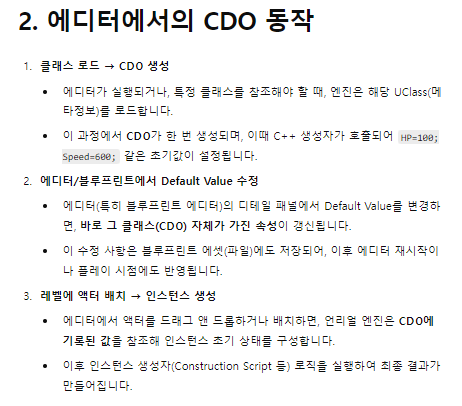 2. 에디터에서의 CDO 동작
1. 클래스 로드 → CDO 생성
• 에디터가 실행되거나, 특정 클래스를 참조해야 할 때, 엔진은 해당 UClass(메
타정보)를 로드합니다.
• 이 과정에서 CDO가 한 번 생성되며, 이때 C++ 생성자가 호출되어 HP=100;
Speed=600; 같은 초기값이 설정됩니다.
2. 에디터/블루프린트에서 Default Value 수정
• 에디터(특히 블루프린트 에디터)의 디테일 패널에서 Default Value를 변경하
면, 바로 그 클래스(CDO) 자체가 가진 속성이 갱신됩니다.
• 이 수정 사항은 블루프린트 에셋(파일)에도 저장되어, 이후 에디터 재시작이
나 플레이 시점에도 반영됩니다.
3. 레벨에 액터 배치 → 인스턴스 생성
• 에디터에서 액터를 드래그 앤 드롭하거나 배치하면, 언리얼 엔진은 CDO에
기록된 값을 참조해 인스턴스 초기 상태를 구성합니다.
• 이후 인스턴스 생성자(Construction Script 등) 로직을 실행하여 최종 결과가
만들어집니다.